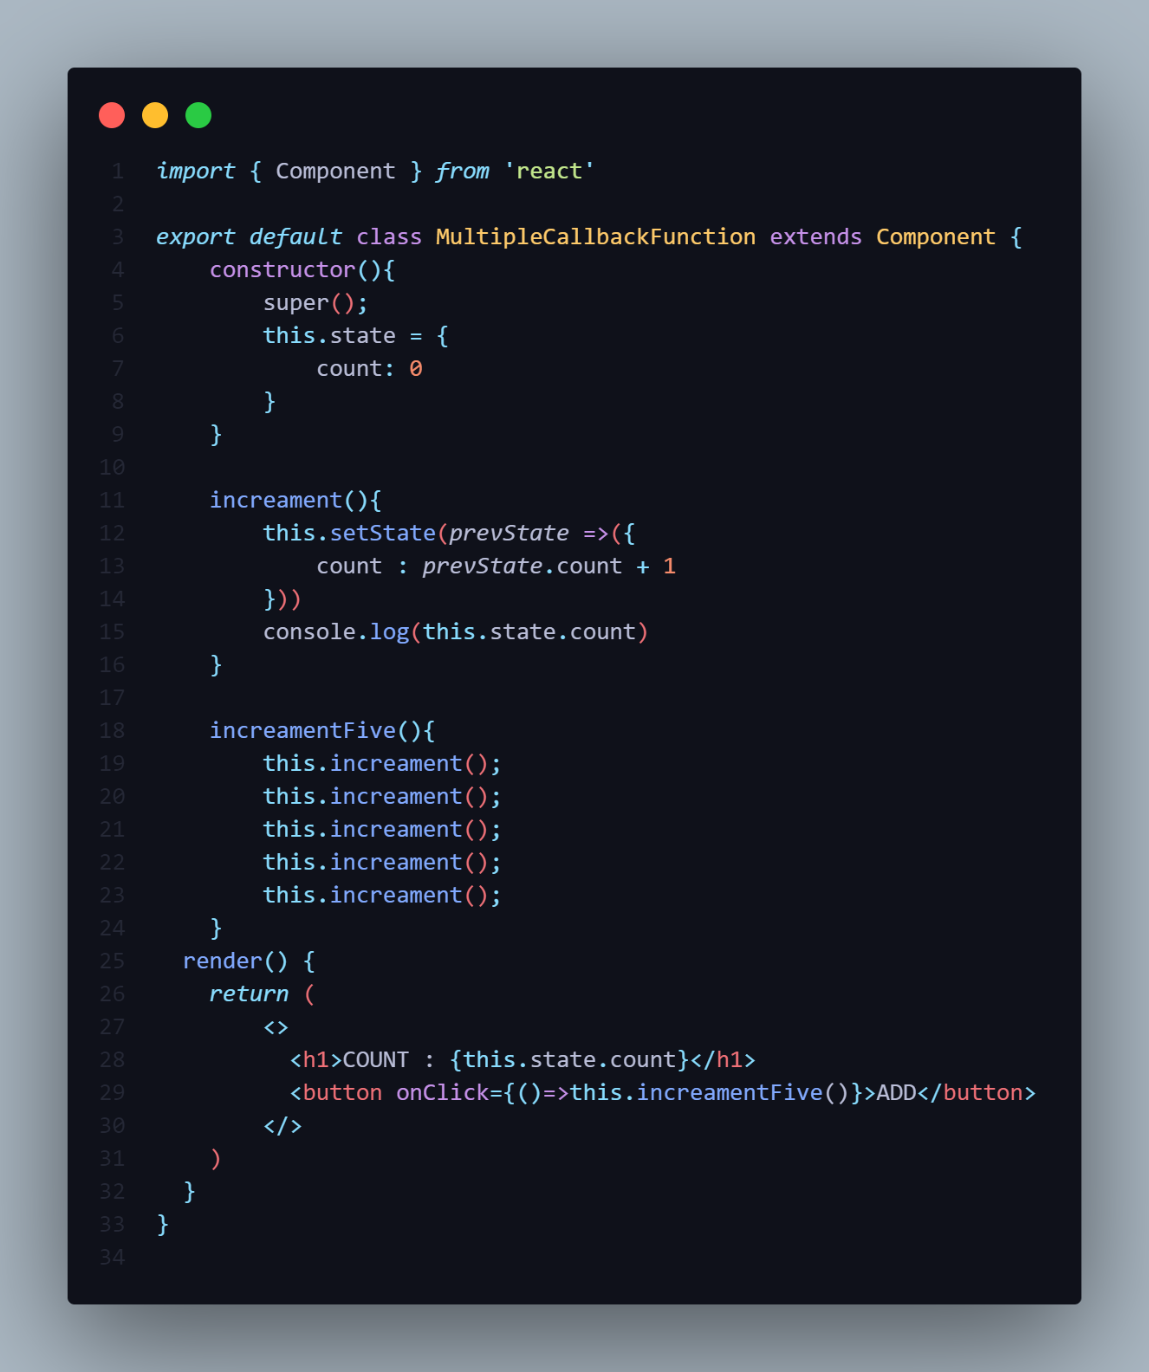 1 import { Component } from 'react'
2
3 export default class MultipleCallbackFunction extends Component {
4     constructor(){
5         super();
6         this.state = {
7             count: 0
8         }
9     }
10
11     increament(){
12         this.setState(prevState =>({
13             count : prevState.count + 1
14         }))
15         console.log(this.state.count)
16     }
17
18     increamentFive(){
19         this.increament();
20         this.increament();
21         this.increament();
22         this.increament();
23         this.increament();
24     }
25   render() {
26     return (
27         <>
28           <h1>COUNT : {this.state.count}</h1>
29           <button onClick={()=>this.increamentFive()}>ADD</button>
30         </>
31     )
32   }
33 }
34